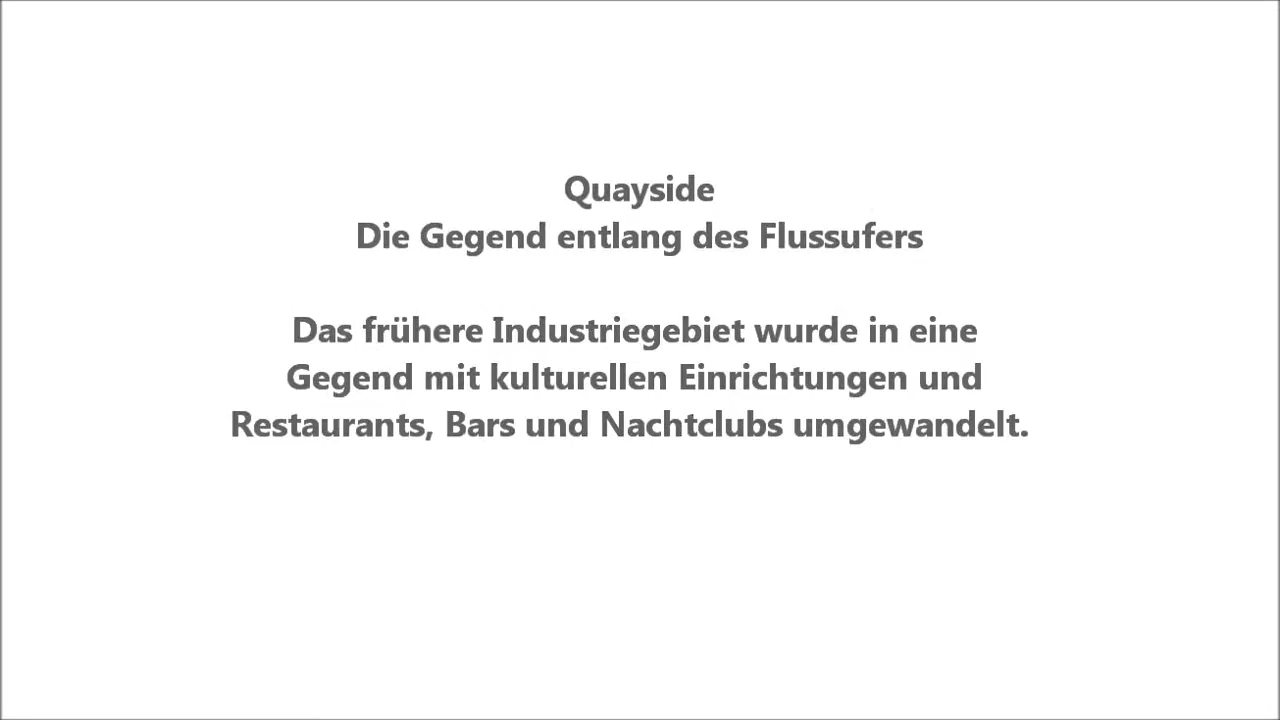 Quayside
Die Gegend entlang des Flussufers
Das frühere Industriegebiet wurde in eine
Gegend mit kulturellen Einrichtungen und
Restaurants, Bars und Nachtclubs umgewandelt.